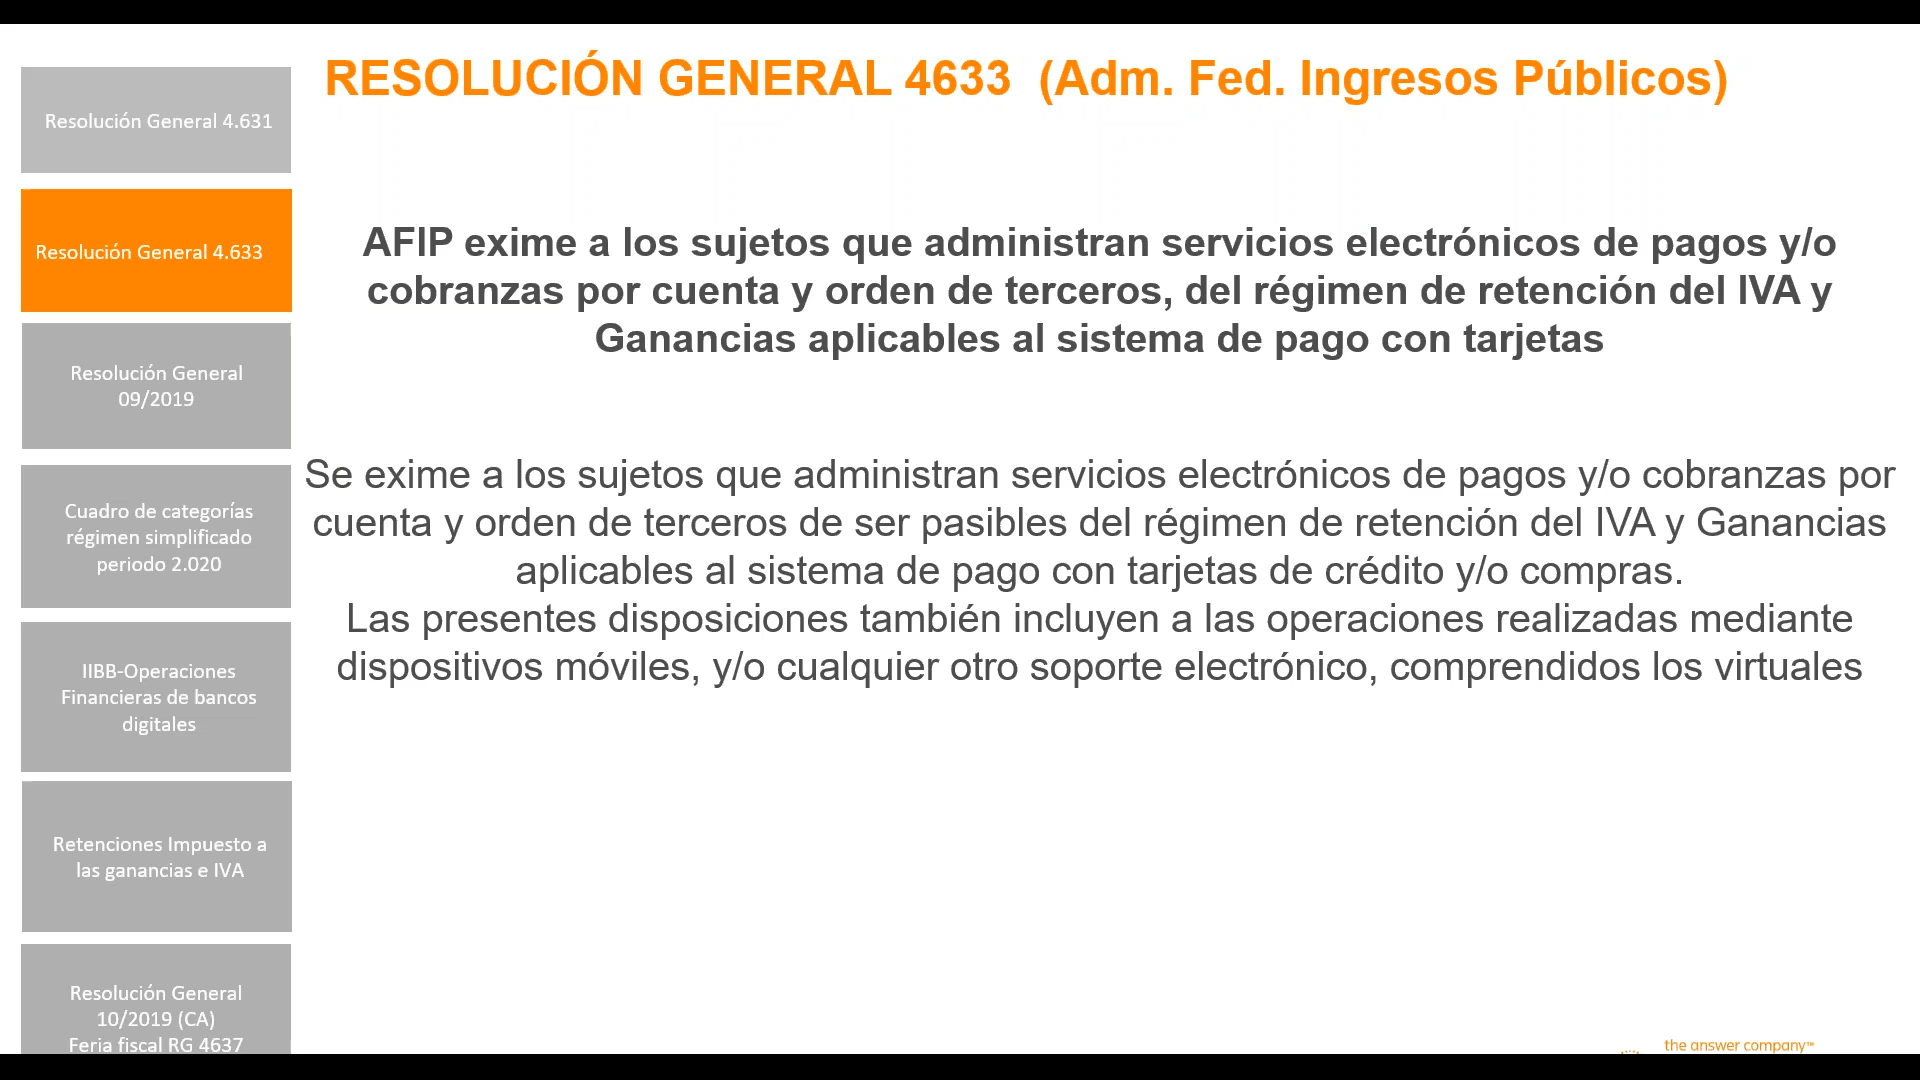 RESOLUCIÓN GENERAL 4633 (Adm. Fed. Ingresos Públicos)
Resolución General 4.631
Resolución General 4.633
Resolución General
09/2019
Cuadro de categorías
régimen simplificado
periodo 2.020
IIBB-Operaciones
Financieras de bancos
digitales
Retenciones Impuesto a
las ganancias e IVA
Resolución General
10/2019 (CA)
Feria fiscal RG 4637
AFIP exime a los sujetos que administran servicios electrónicos de pagos y/o
cobranzas por cuenta y orden de terceros, del régimen de retención del IVA y
Ganancias aplicables al sistema de pago con tarjetas
Se exime a los sujetos que administran servicios electrónicos de pagos y/o cobranzas por
cuenta y orden de terceros de ser pasibles del régimen de retención del IVA y Ganancias
aplicables al sistema de pago con tarjetas de crédito y/o compras.
Las presentes disposiciones también incluyen a las operaciones realizadas mediante
dispositivos móviles, y/o cualquier otro soporte electrónico, comprendidos los virtuales
the answer company™